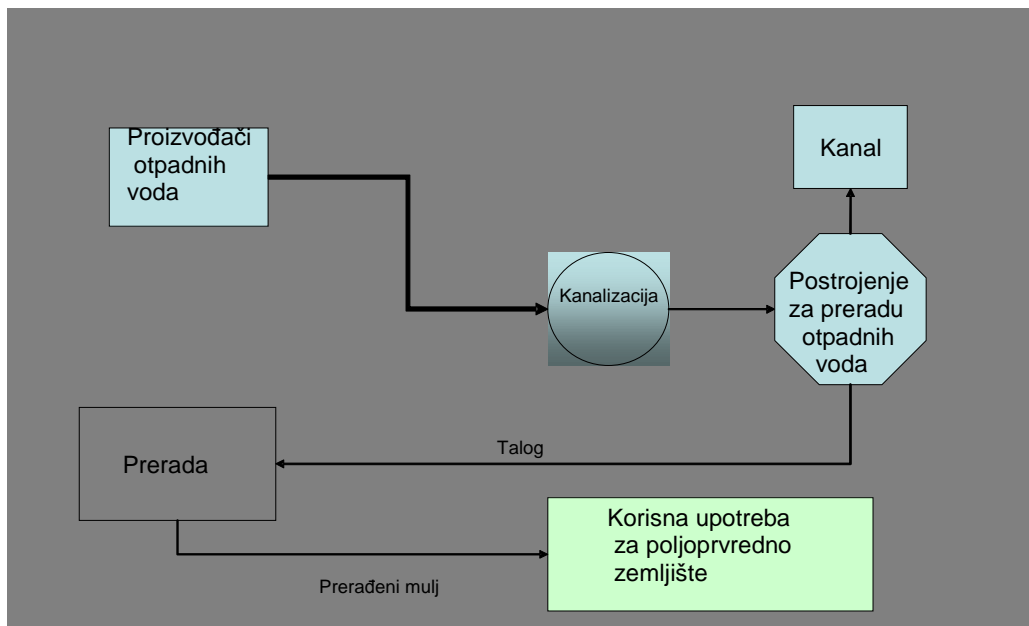 Proizvođači
otpadnih
voda
Kanal
Kanalizacija
Postrojenje
za preradu
otpadnih
voda
Talog
Prerada
Korisna upotreba
za poljoprvredno
zemljište
Prerađeni mulj